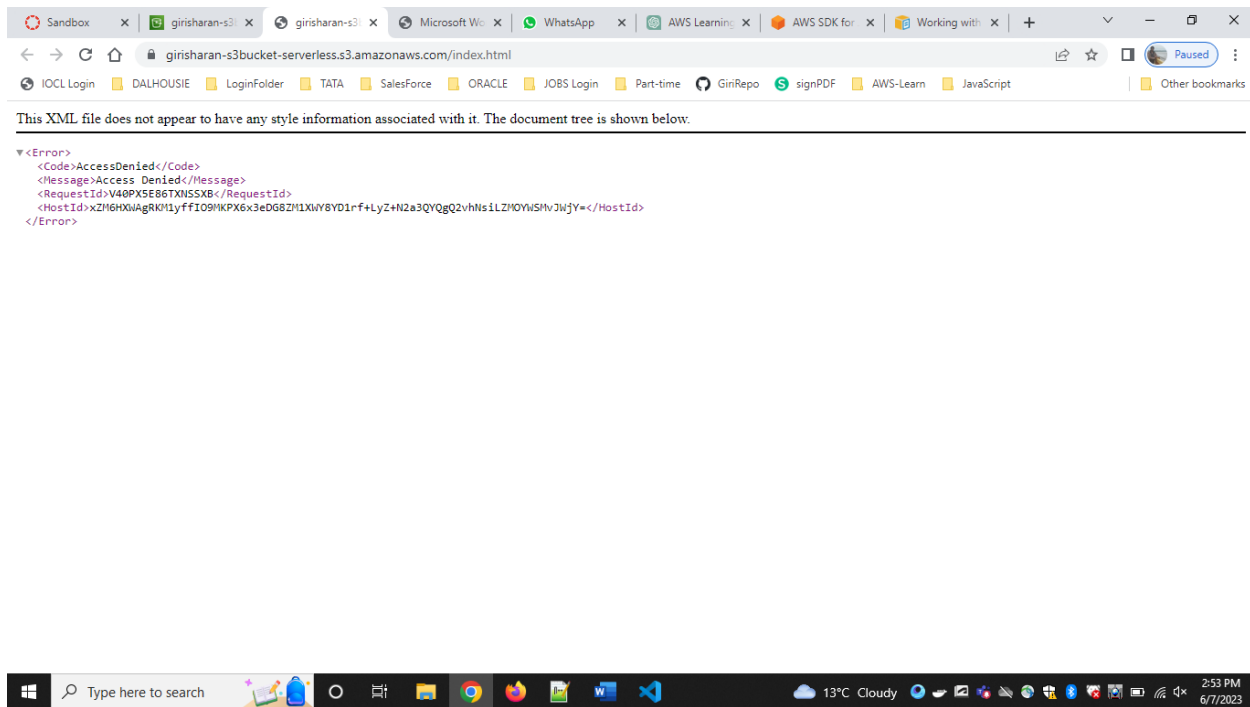 Sandbox girisharan-s3 girisharan-s3 Microsoft Wo WhatsApp AWS Learning AWS SDK for Working with
girisharan-s3bucket-serverless.s3.amazonaws.com/index.html Paused
IOCL Login DALHOUSIE LoginFolder TATA SalesForce ORACLE JOBS Login Part-time GiriRepo signPDF AWS-Learn JavaScript Other bookmarks
This XML file does not appear to have any style information associated with it. The document tree is shown below.
▼<Error>
<Code>AccessDenied</Code>
<Message>Access Denied</Message>
<RequestId>V40PX5E86TXNSSXB</RequestId>
<HostId>xZM6HXWAgRKM1yffIO9MKPX6x3eDG8ZM1XWY8YD1rf+LyZ+N2a3QYQgQ2vhNsiLZMOYWSMvJWjY=</HostId>
</Error>
Type here to search 13°C Cloudy 2:53 PM
6/7/2023